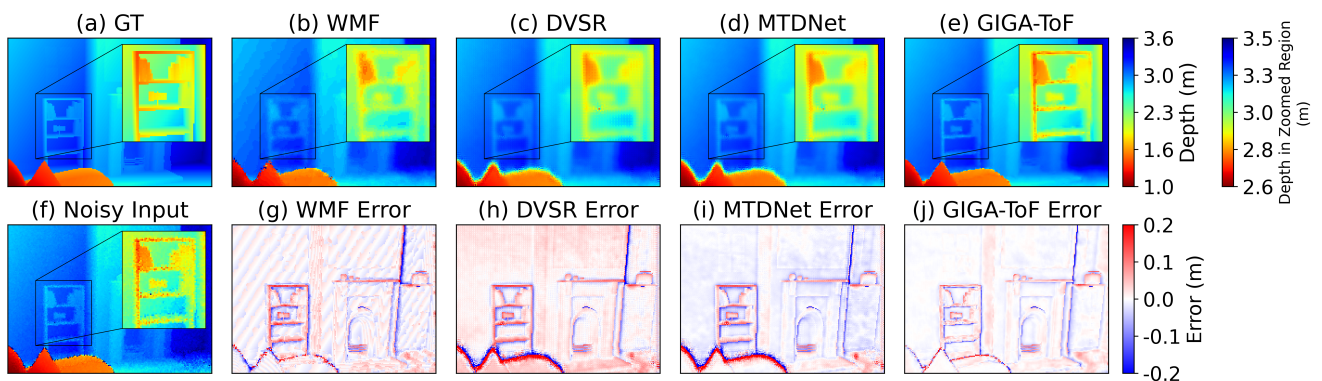 (a) GT
(b) WMF
(c) DVSR
(d) MTDNet
(e) GIGA-ToF
3.6
3.0
2.3
1.6
1.0
Depth (m)
3.5
3.3
3.0
2.8
2.6
Depth in Zoomed Region
(m)
(f) Noisy Input
(g) WMF Error
(h) DVSR Error
(i) MTDNet Error
(j) GIGA-ToF Error
0.2
0.1
0.0
-0.1
-0.2
Error (m)